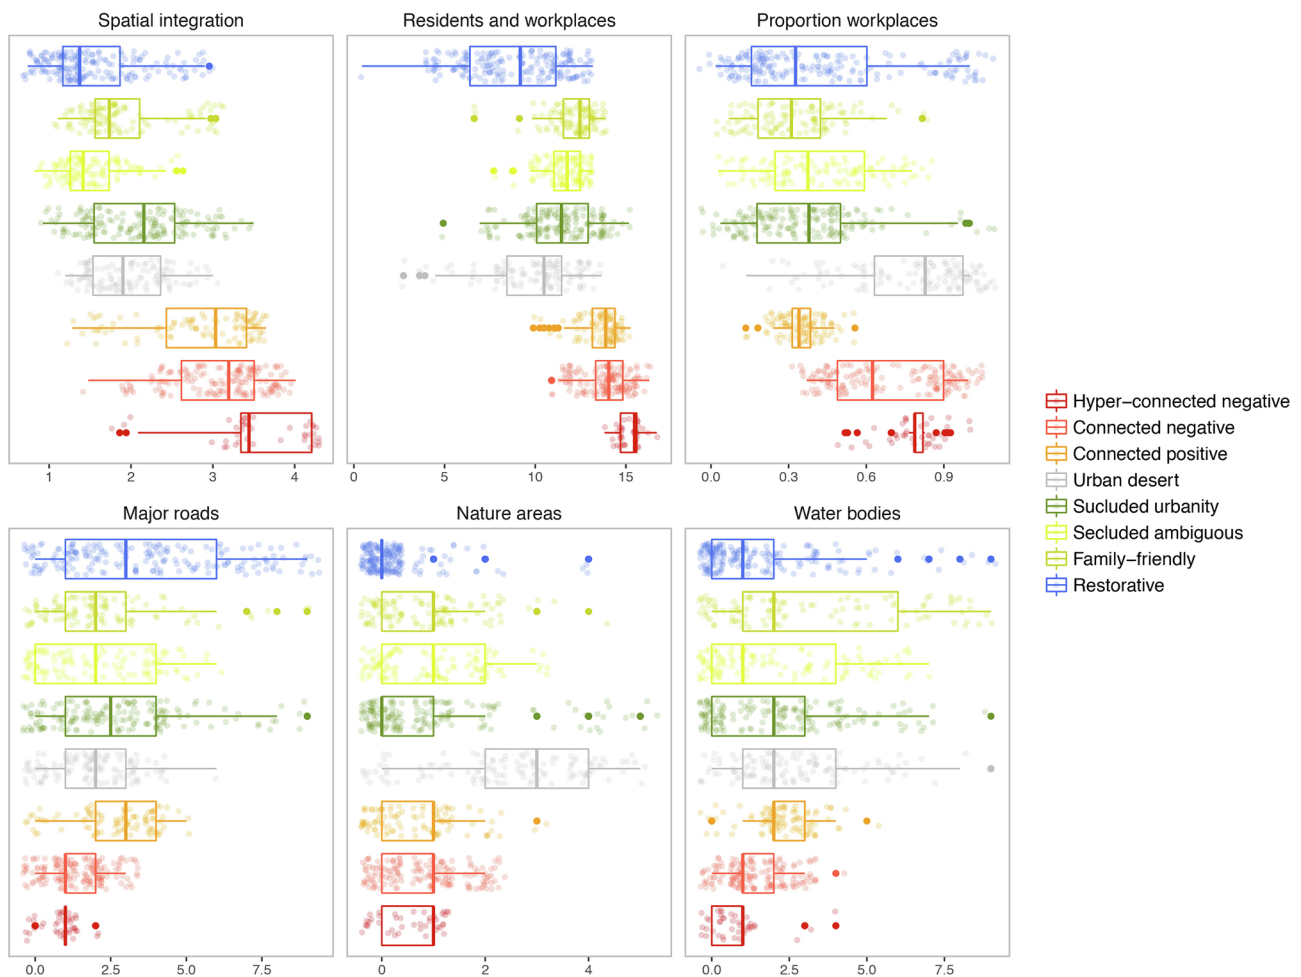 Spatial integration
Residents and workplaces
Proportion workplaces
1 2 3 4
0 5 10 15
0.0 0.3 0.6 0.9
Hyper−connected negative
Connected negative
Connected positive
Urban desert
Sucluded urbanity
Secluded ambiguous
Family−friendly
Restorative
Major roads
Nature areas
Water bodies
0.0 2.5 5.0 7.5
0 2 4
0.0 2.5 5.0 7.5